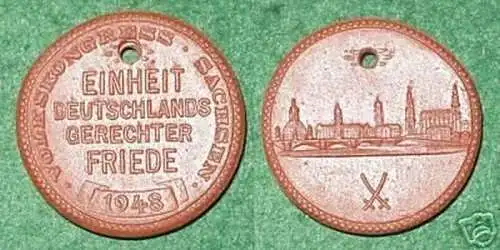 · VOLKSKONGRESS · SACHSEN ·
EINHEIT
DEUTSCHLANDS
GERECHTER
FRIEDE
1948